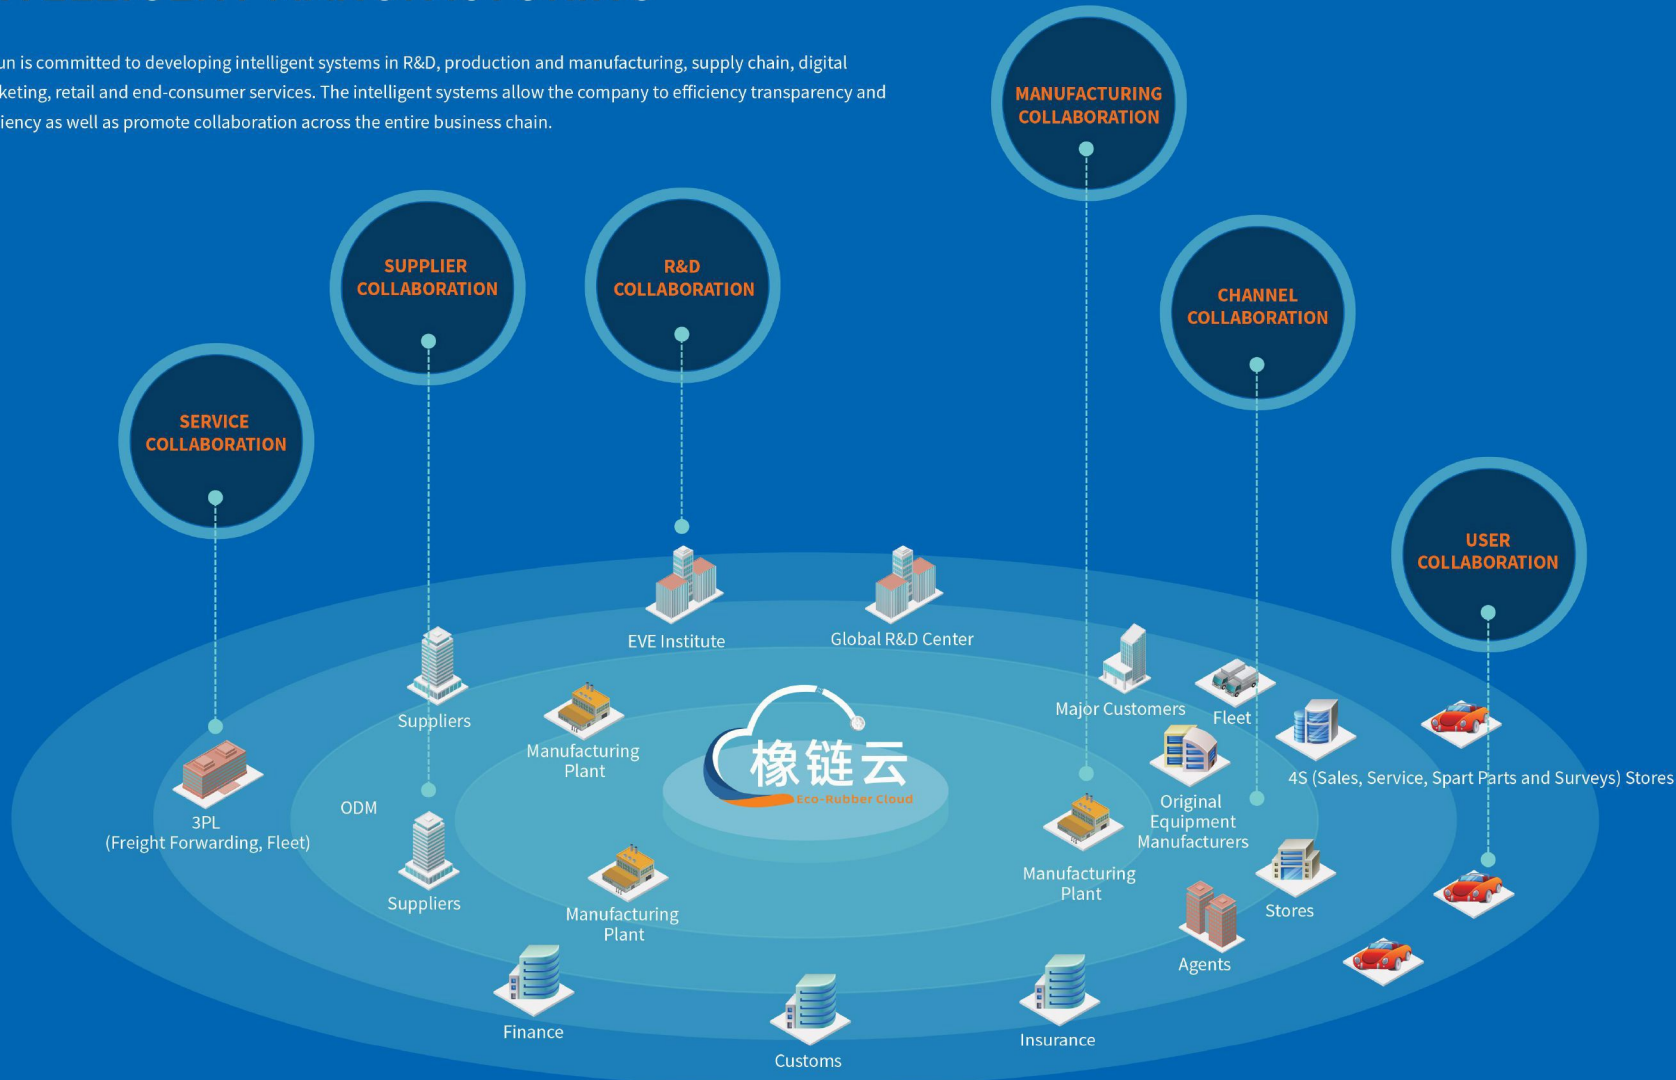 un is committed to developing intelligent systems in R&D, production and manufacturing, supply chain, digital
keting, retail and end-consumer services. The intelligent systems allow the company to efficiency transparency and
iency as well as promote collaboration across the entire business chain.
MANUFACTURING
COLLABORATION
SUPPLIER
COLLABORATION
R&D
COLLABORATION
CHANNEL
COLLABORATION
SERVICE
COLLABORATION
USER
COLLABORATION
EVE Institute
Global R&D Center
Suppliers
Major Customers
Fleet
Manufacturing
Plant
橡链云
Eco-Rubber Cloud
4S (Sales, Service, Spart Parts and Surveys) Stores
ODM
3PL
(Freight Forwarding, Fleet)
Original
Equipment
Manufacturers
Manufacturing
Plant
Suppliers
Manufacturing
Plant
Stores
Agents
Finance
Customs
Insurance